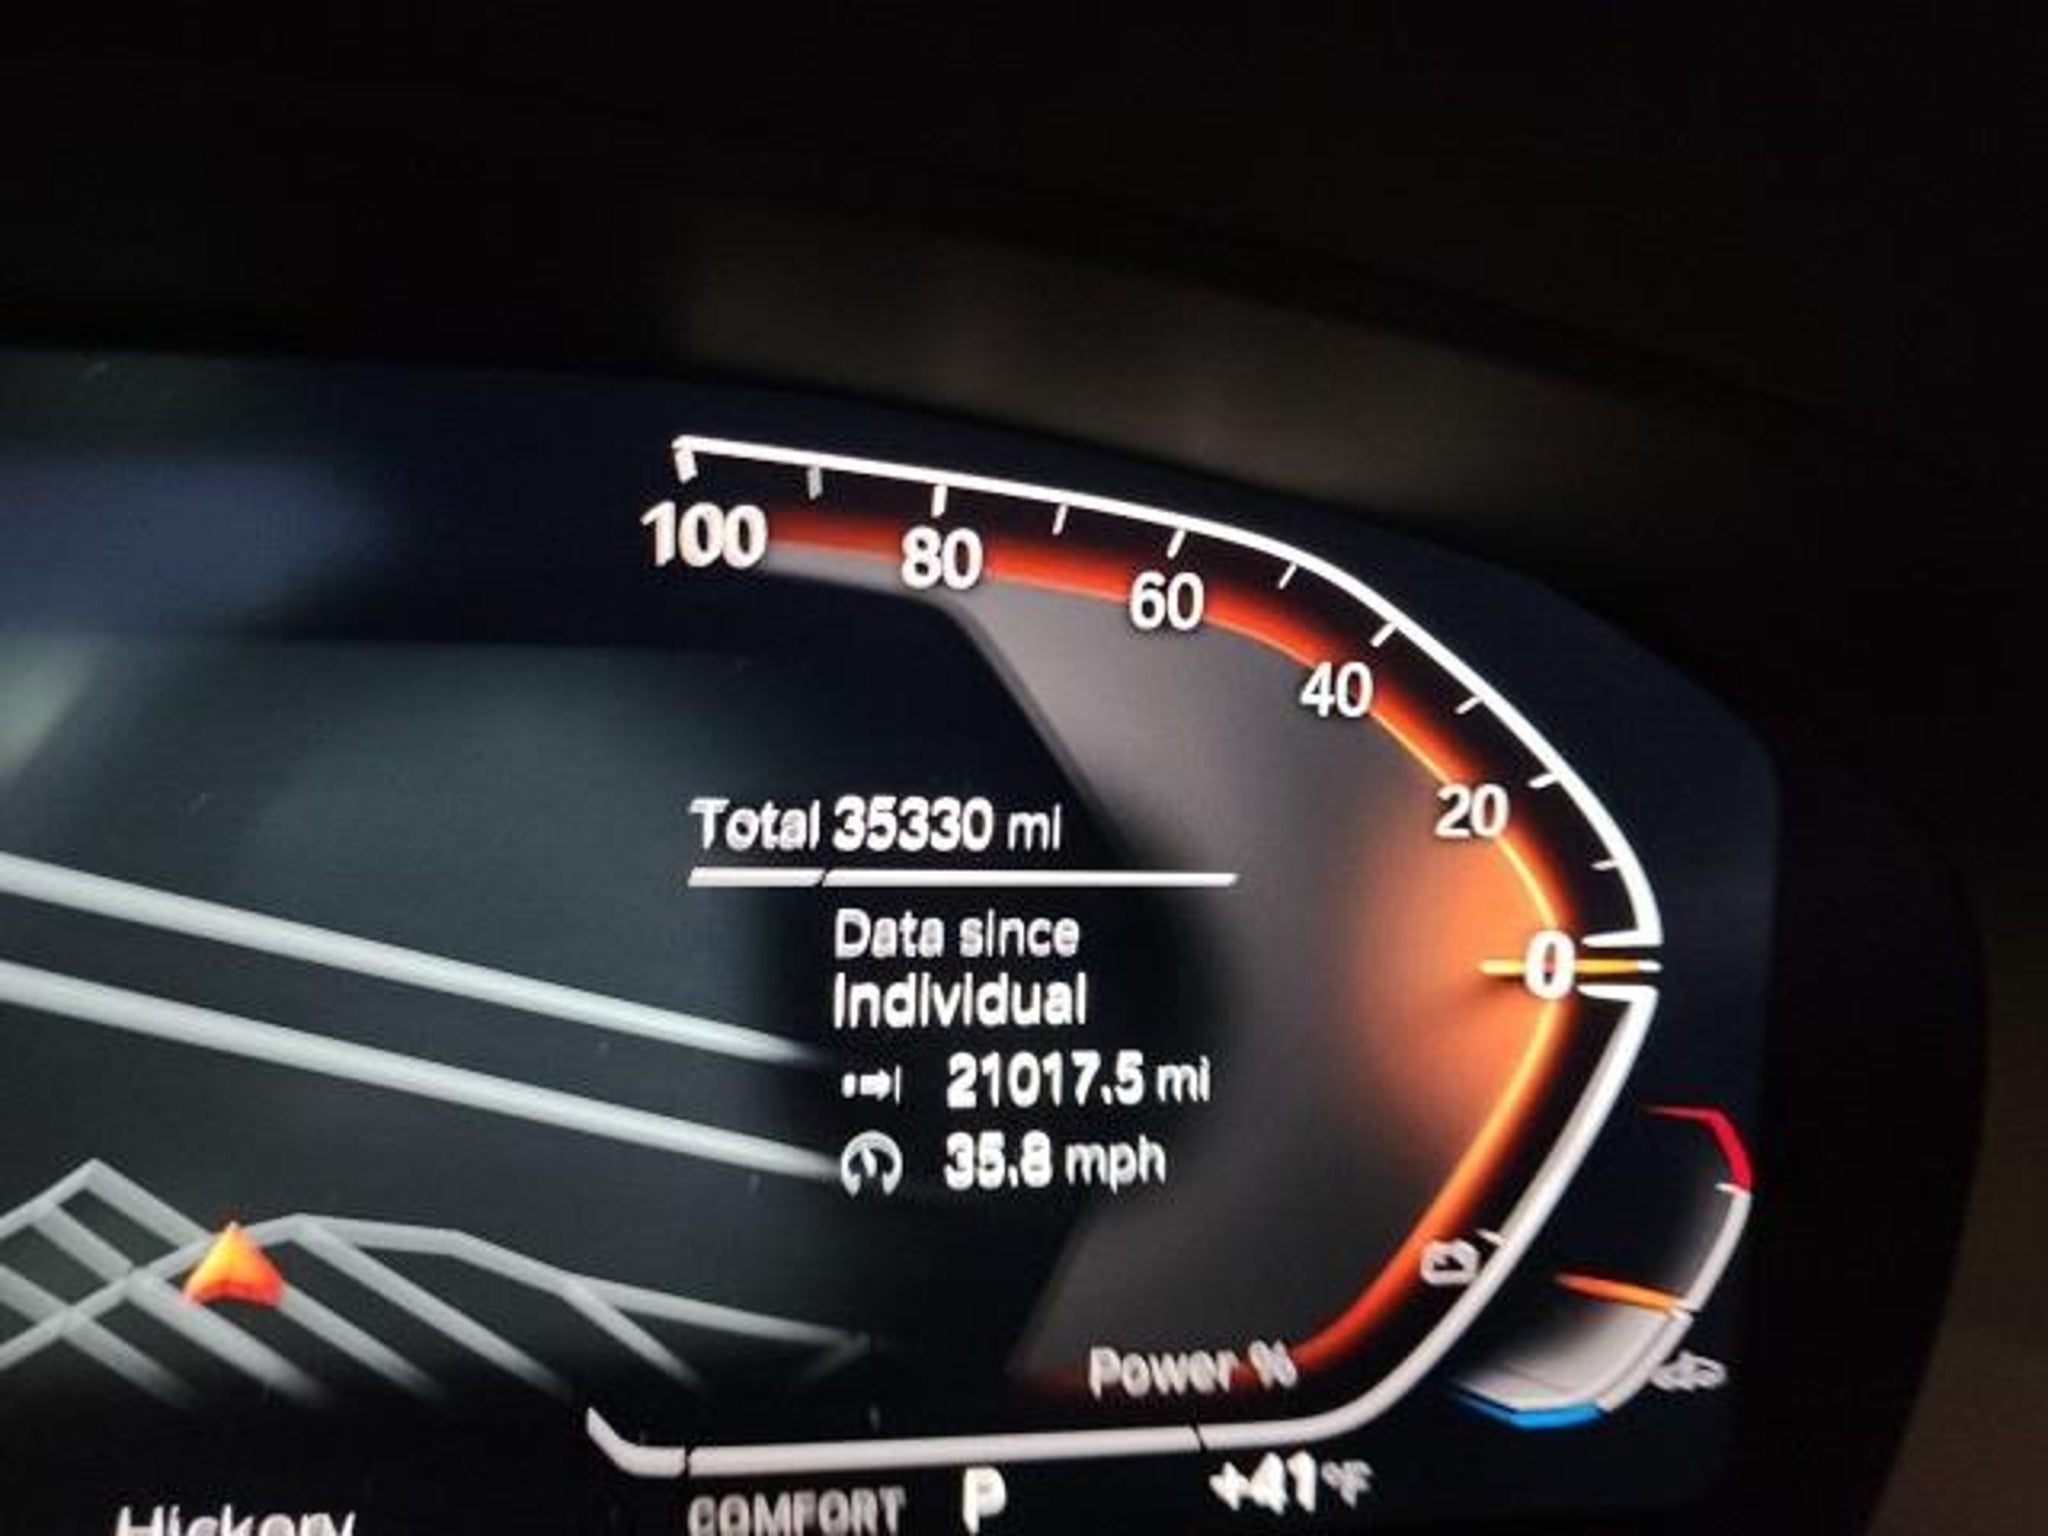 100
80
60
40
20
0
Total 35330 mi
Data since
Individual
21017.5 mi
35.8 mph
Power %
COMFORT P +41°F
Hickory